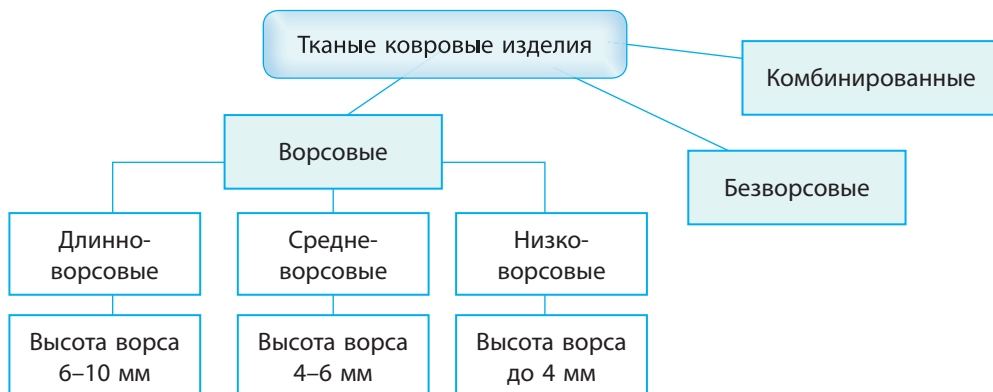 Тканые ковровые изделия
Комбинированные
Ворсовые
Безворсовые
Длинно-
ворсовые
Средне-
ворсовые
Низко-
ворсовые
Высота ворса
6–10 мм
Высота ворса
4–6 мм
Высота ворса
до 4 мм